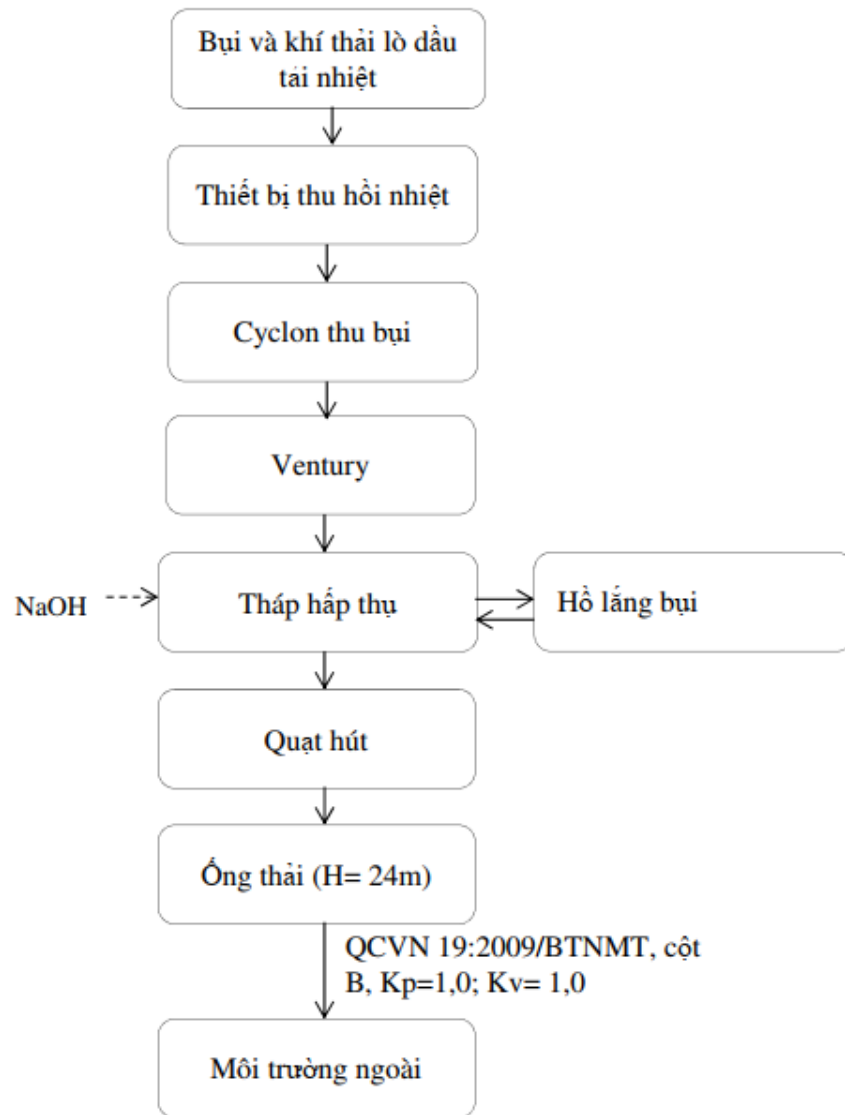 Bụi và khí thải lò dầu
tải nhiệt
Thiết bị thu hồi nhiệt
Cyclon thu bụi
Ventury
NaOH
Tháp hấp thụ
Hồ lắng bụi
Quạt hút
Ống thải (H= 24m)
QCVN 19:2009/BTNMT, cột
B, Kp=1,0; Kv= 1,0
Môi trường ngoài